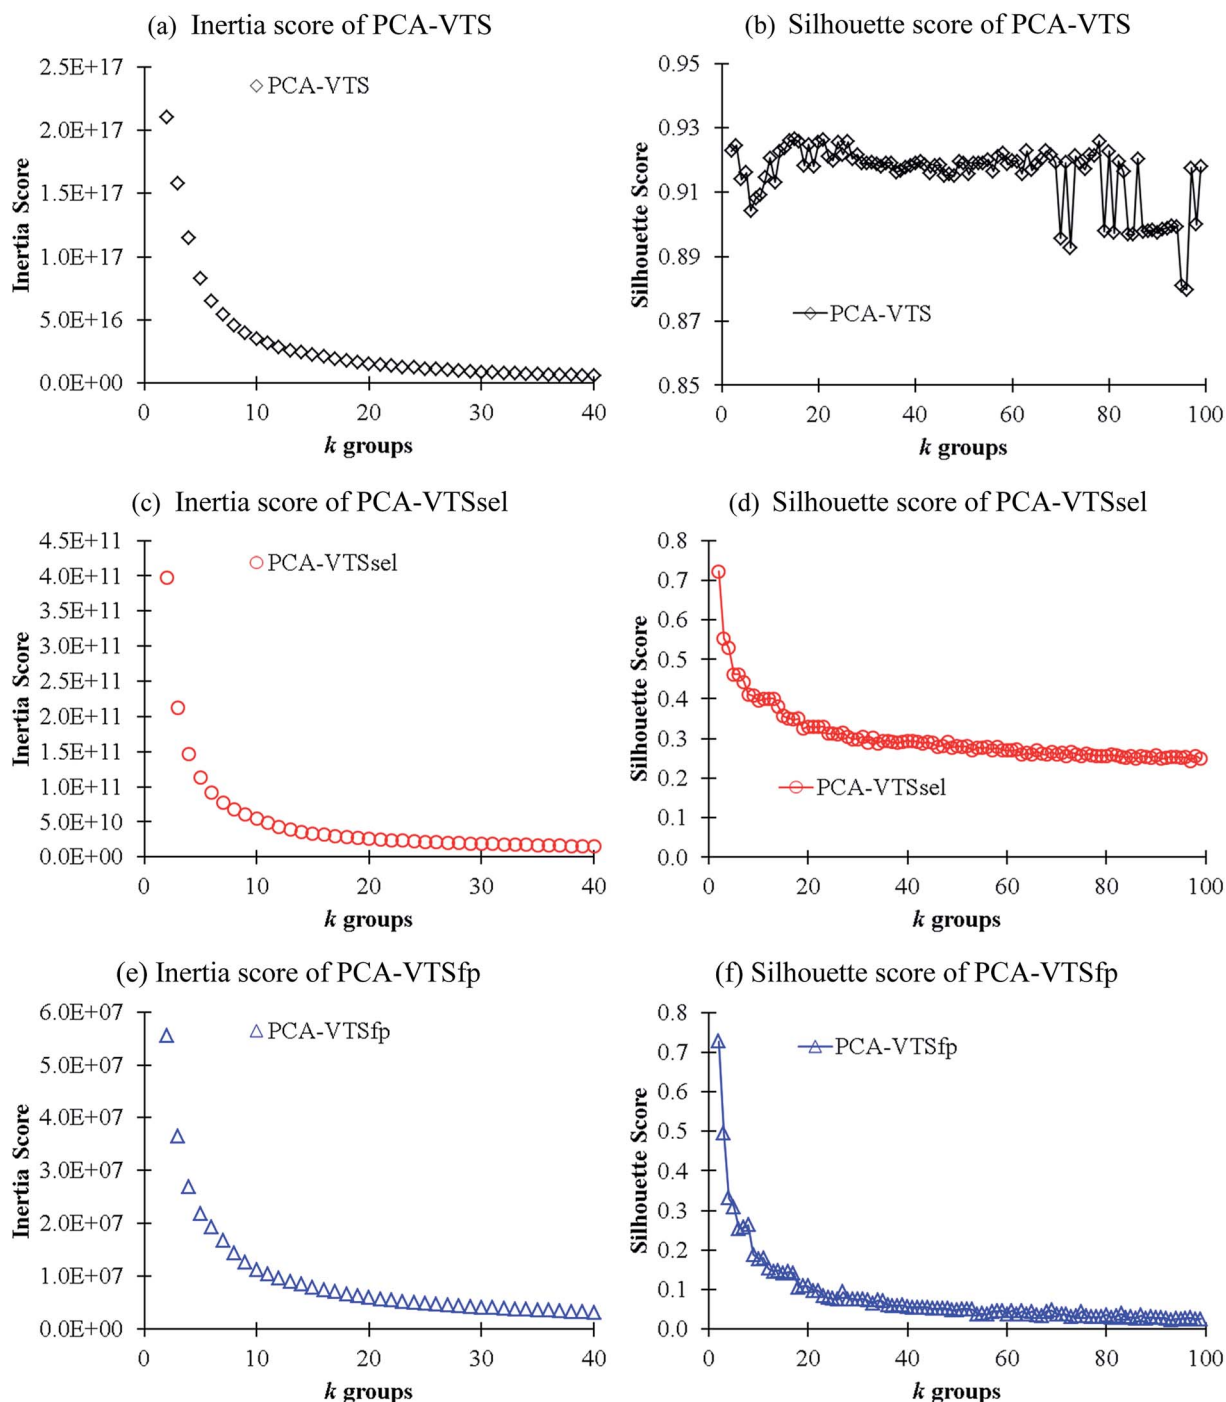 (a) Inertia score of PCA-VTS
2.5E+17
2.0E+17
1.5E+17
1.0E+17
5.0E+16
0.0E+00
Inertia Score
PCA-VTS
0 10 20 30 40
k groups
(b) Silhouette score of PCA-VTS
0.95
0.93
0.91
0.89
0.87
0.85
Silhouette Score
PCA-VTS
0 20 40 60 80 100
k groups
(c) Inertia score of PCA-VTSsel
4.5E+11
4.0E+11
3.5E+11
3.0E+11
2.5E+11
2.0E+11
1.5E+11
1.0E+11
5.0E+10
0.0E+00
Inertia Score
PCA-VTSsel
0 10 20 30 40
k groups
(d) Silhouette score of PCA-VTSsel
0.8
0.7
0.6
0.5
0.4
0.3
0.2
0.1
0.0
Silhouette Score
PCA-VTSsel
0 20 40 60 80 100
k groups
(e) Inertia score of PCA-VTSfp
6.0E+07
5.0E+07
4.0E+07
3.0E+07
2.0E+07
1.0E+07
0.0E+00
Inertia Score
PCA-VTSfp
0 10 20 30 40
k groups
(f) Silhouette score of PCA-VTSfp
0.8
0.7
0.6
0.5
0.4
0.3
0.2
0.1
0.0
Silhouette Score
PCA-VTSfp
0 20 40 60 80 100
k groups